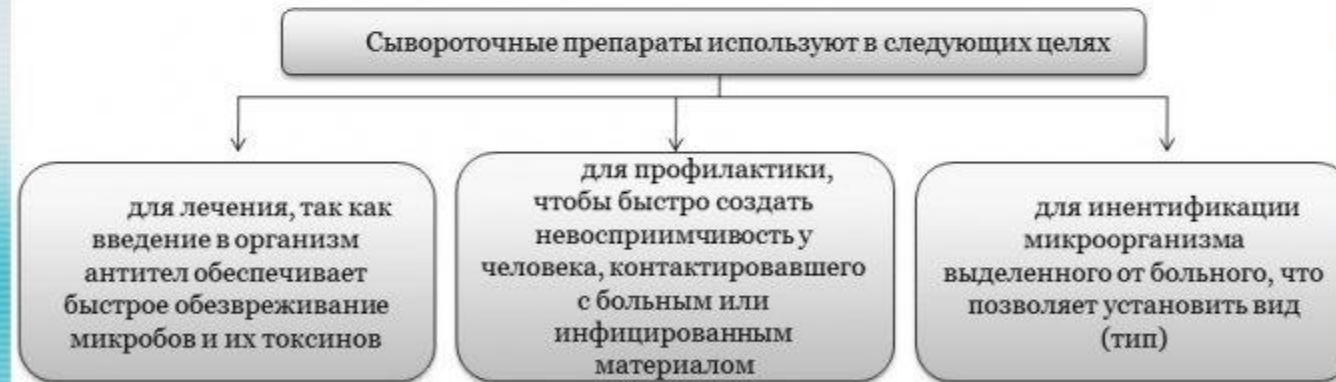 Сывороточные препараты используют в следующих целях
для лечения, так как
введение в организм
антител обеспечивает
быстрое обезвреживание
микробов и их токсинов
для профилактики,
чтобы быстро создать
невосприимчивость у
человека, контактировавшего
с больным или
инфицированным
материалом
для инентификации
микроорганизма
выделенного от больного, что
позволяет установить вид
(тип)